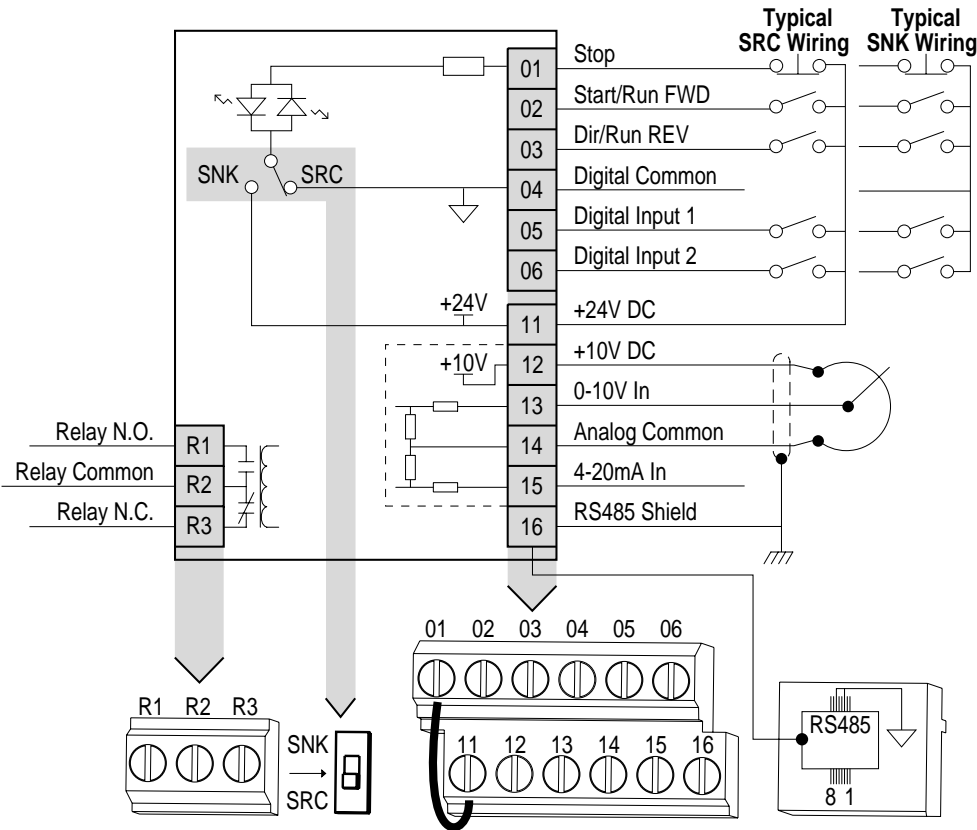 Typical
SRC Wiring
Typical
SNK Wiring
01
Stop
02
Start/Run FWD
03
Dir/Run REV
SNK
SRC
04
Digital Common
05
Digital Input 1
06
Digital Input 2
+24V
11
+24V DC
+10V
12
+10V DC
13
0-10V In
14
Analog Common
15
4-20mA In
16
RS485 Shield
Relay N.O.
R1
Relay Common
R2
Relay N.C.
R3
01 02 03 04 05 06
R1 R2 R3
SNK
SRC
11 12 13 14 15 16
RS485
8 1